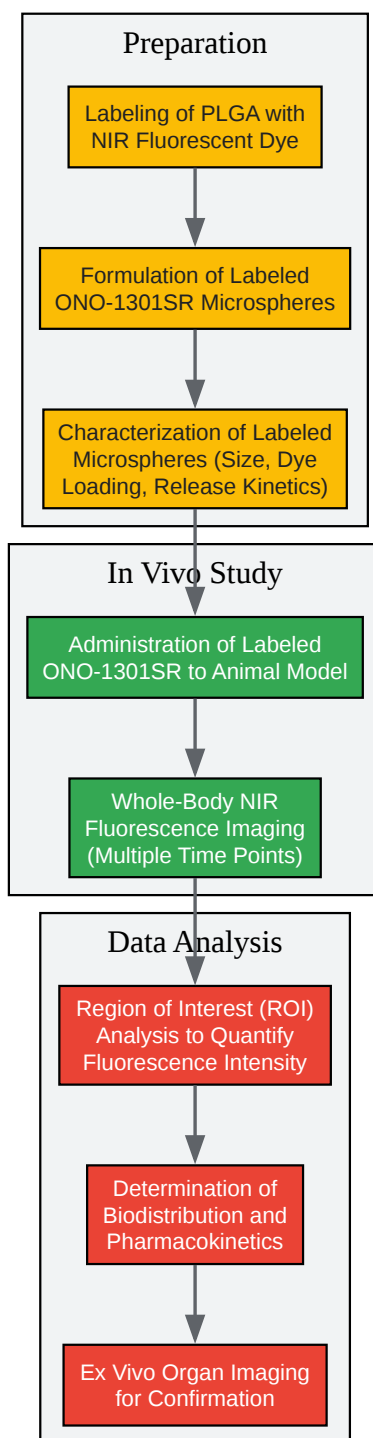 Preparation
Labeling of PLGA with
NIR Fluorescent Dye
Formulation of Labeled
ONO-1301SR Microspheres
Characterization of Labeled
Microspheres (Size, Dye
Loading, Release Kinetics)
In Vivo Study
Administration of Labeled
ONO-1301SR to Animal Model
Whole-Body NIR
Fluorescence Imaging
(Multiple Time Points)
Data Analysis
Region of Interest (ROI)
Analysis to Quantify
Fluorescence Intensity
Determination of
Biodistribution and
Pharmacokinetics
Ex Vivo Organ Imaging
for Confirmation